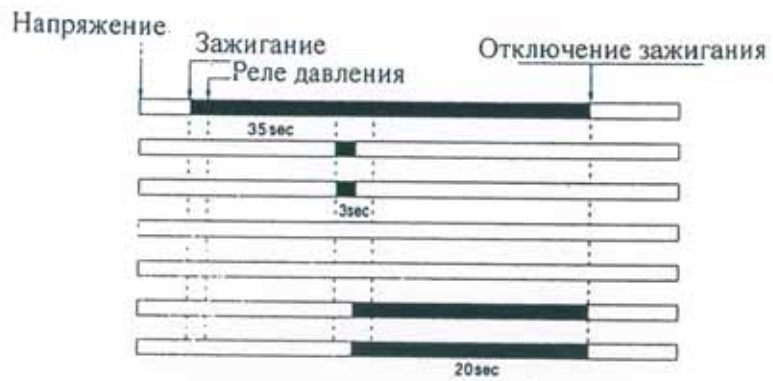 Напряжение
Зажигание
Реле давления
Отключение зажигания
35sec
3sec
20sec